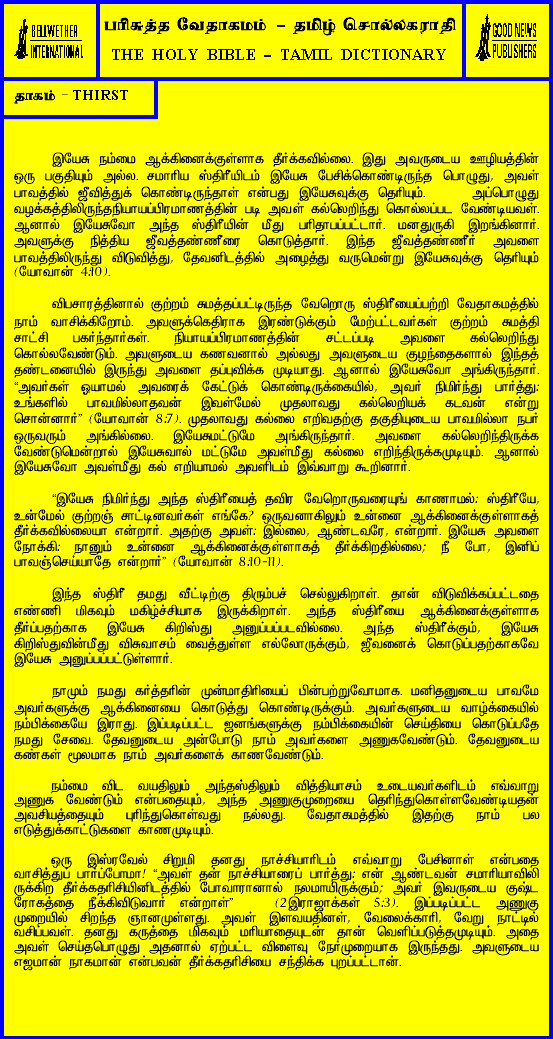 BELLWETHER
INTERNATIONAL
பரிசுத்த வேதாகமம் - தமிழ் சொல்லகராதி
THE HOLY BIBLE - TAMIL DICTIONARY
GOOD NEWS
PUBLISHERS
தாகம் - THIRST
இயேசு நம்மை ஆக்கினைக்குள்ளாக தீர்க்கவில்லை. இது அவருடைய ஊழியத்தின்
ஒரு பகுதியும் அல்ல. சமாரிய ஸ்திரீயிடம் இயேசு பேசிக்கொண்டிருந்த பொழுது, அவள்
பாவத்தில் ஜீவித்துக் கொண்டிருந்தாள் என்பது இயேசுவுக்கு தெரியும். அப்பொழுது
வழக்கத்திலிருந்தநியாயப்பிரமாணத்தின் படி அவள் கல்லெறிந்து கொல்லப்பட வேண்டியவள்.
ஆனால் இயேசுவோ அந்த ஸ்திரீயின் மீது பரிதாபப்பட்டார். மனதுருகி இறங்கினார்.
அவளுக்கு நித்திய ஜீவத்தண்ணீரை கொடுத்தார். இந்த ஜீவத்தண்ணீர் அவளை
பாவத்திலிருந்து விடுவித்து, தேவனிடத்தில் அழைத்து வருமென்று இயேசுவுக்கு தெரியும்
(யோவான் 4:10).
விபசாரத்தினால் குற்றம் சுமத்தப்பட்டிருந்த வேறொரு ஸ்திரீயைப்பற்றி வேதாகமத்தில்
நாம் வாசிக்கிறோம். அவளுக்கெதிராக இரண்டுக்கும் மேற்பட்டவர்கள் குற்றம் சுமத்தி
சாட்சி பகர்ந்தார்கள். நியாயப்பிரமாணத்தின் சட்டப்படி அவளை கல்லெறிந்து
கொல்லவேண்டும். அவளுடைய கணவனால் அல்லது அவளுடைய குழந்தைகளால் இந்தத்
தண்டனையில் இருந்து அவளை தப்புவிக்க முடியாது. ஆனால் இயேசுவோ அங்கிருந்தார்.
“அவர்கள் ஓயாமல் அவரைக் கேட்டுக் கொண்டிருக்கையில், அவர் நிமிர்ந்து பார்த்து:
உங்களில் பாவமில்லாதவன் இவள்மேல் முதலாவது கல்லெறியக் கடவன் என்று
சொன்னார்” (யோவான் 8:7). முதலாவது கல்லை எறிவதற்கு தகுதியுடைய பாவமில்லா நபர்
ஒருவரும் அங்கில்லை. இயேசுமட்டுமே அங்கிருந்தார். அவளை கல்லெறிந்திருக்க
வேண்டுமென்றால் இயேசுவால் மட்டுமே அவள்மீது கல்லை எறிந்திருக்கமுடியும். ஆனால்
இயேசுவோ அவள்மீது கல் எறியாமல் அவளிடம் இவ்வாறு கூறினார்.
“இயேசு நிமிர்ந்து அந்த ஸ்திரீயைத் தவிர வேறொருவரையுங் காணாமல்: ஸ்திரீயே,
உன்மேல் குற்றஞ் சாட்டினவர்கள் எங்கே? ஒருவனாகிலும் உன்னை ஆக்கினைக்குள்ளாகத்
தீர்க்கவில்லையா என்றார். அதற்கு அவள்: இல்லை, ஆண்டவரே, என்றார். இயேசு அவளை
நோக்கி: நானும் உன்னை ஆக்கினைக்குள்ளாகத் தீர்க்கிறதில்லை; நீ போ, இனிப்
பாவஞ்செய்யாதே என்றார்” (யோவான் 8:10-11).
இந்த ஸ்திரீ தமது வீட்டிற்கு திரும்பச் செல்லுகிறாள். தான் விடுவிக்கப்பட்டதை
எண்ணி மிகவும் மகிழ்ச்சியாக இருக்கிறாள். அந்த ஸ்திரீயை ஆக்கினைக்குள்ளாக
தீர்ப்பதற்காக இயேசு கிறிஸ்து அனுப்பப்படவில்லை. அந்த ஸ்திரீக்கும், இயேசு
கிறிஸ்துவின்மீது விசுவாசம் வைத்துள்ள எல்லோருக்கும், ஜீவனைக் கொடுப்பதற்காகவே
இயேசு அனுப்பப்பட்டுள்ளார்.
நாமும் நமது கர்த்தரின் முன்மாதிரியைப் பின்பற்றுவோமாக. மனிதனுடைய பாவமே
அவர்களுக்கு ஆக்கினையை கொடுத்து கொண்டிருக்கும். அவர்களுடைய வாழ்க்கையில்
நம்பிக்கையே இராது. இப்படிப்பட்ட ஜனங்களுக்கு நம்பிக்கையின் செய்தியை கொடுப்பதே
நமது சேவை. தேவனுடைய அன்போடு நாம் அவர்களை அணுகவேண்டும். தேவனுடைய
கண்கள் மூலமாக நாம் அவர்களைக் காணவேண்டும்.
நம்மை விட வயதிலும் அந்தஸ்திலும் வித்தியாசம் உடையவர்களிடம் எவ்வாறு
அணுக வேண்டும் என்பதையும், அந்த அணுகுமுறையை தெரிந்துகொள்ளவேண்டியதன்
அவசியத்தையும் புரிந்துகொள்வது நல்லது. வேதாகமத்தில் இதற்கு நாம் பல
எடுத்துக்காட்டுகளை காணமுடியும்.
ஒரு இஸ்ரவேல் சிறுமி தனது நாச்சியாரிடம் எவ்வாறு பேசினாள் என்பதை
வாசித்துப் பார்ப்போமா! “அவள் தன் நாச்சியாரைப் பார்த்து: என் ஆண்டவன் சமாரியாவிலி
ருக்கிற தீர்க்கதரிசியினிடத்தில் போவாரானால் நலமாயிருக்கும்; அவர் இவருடைய குஷ்ட
ரோகத்தை நீக்கிவிடுவார் என்றாள்” (2இராஜாக்கள் 5:3). இப்படிப்பட்ட அணுகு
முறையில் சிறந்த ஞானமுள்ளது. அவள் இளவயதினள், வேலைக்காரி, வேறு நாட்டில்
வசிப்பவள். தனது கருத்தை மிகவும் மரியாதையுடன் தான் வெளிப்படுத்தமுடியும். அதை
அவள் செய்தபொழுது அதனால் ஏற்பட்ட விளைவு நேர்முறையாக இருந்தது. அவளுடைய
எஜமான் நாகமான் என்பவன் தீர்க்கதரிசியை சந்திக்க புறப்பட்டான்.